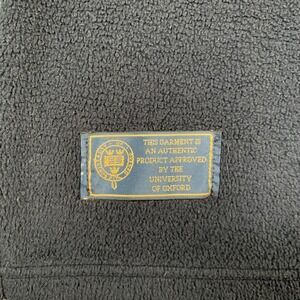 THIS GARMENT IS
AN AUTHENTIC
PRODUCT APPROVED
BY THE
UNIVERSITY
OF OXFORD